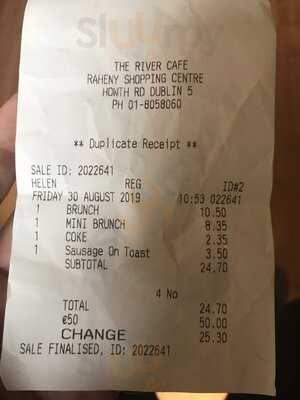 Sluurpy
THE RIVER CAFE
RAHENY SHOPPING CENTRE
HOWTH RD DUBLIN 5
PH 01-8058060
** Duplicate Receipt **
SALE ID: 2022641
HELEN REG ID#2
FRIDAY 30 AUGUST 2019 10:53 022641
1 BRUNCH 10.50
1 MINI BRUNCH 8.35
1 COKE 2.35
1 Sausage On Toast 3.50
SUBTOTAL 24.70
4 No
TOTAL 24.70
€50 50.00
CHANGE 25.30
SALE FINALISED, ID: 2022641